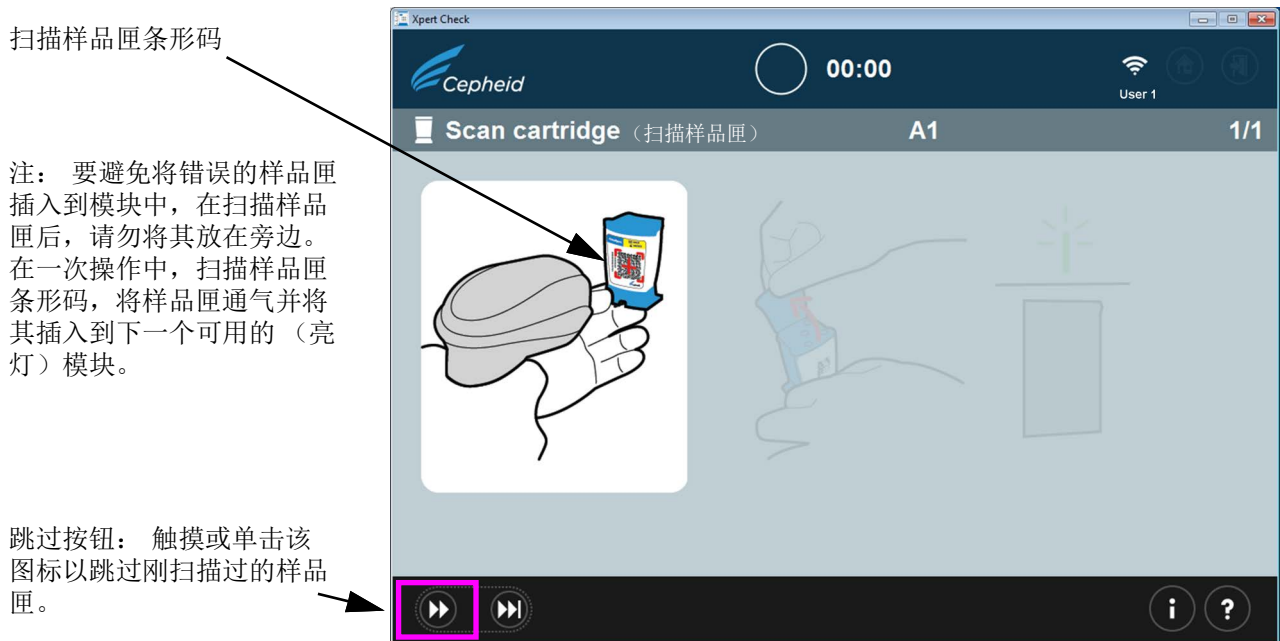 扫描样品匣条形码
注： 要避免将错误的样品匣
插入到模块中，在扫描样品
匣后，请勿将其放在旁边。
在一次操作中，扫描样品匣
条形码，将样品匣通气并将
其插入到下一个可用的 （亮
灯）模块。
跳过按钮： 触摸或单击该
图标以跳过刚扫描过的样品
匣。
Xpert Check
Cepheid
00:00
User 1
Scan cartridge（扫描样品匣）
A1
1/1
i
?